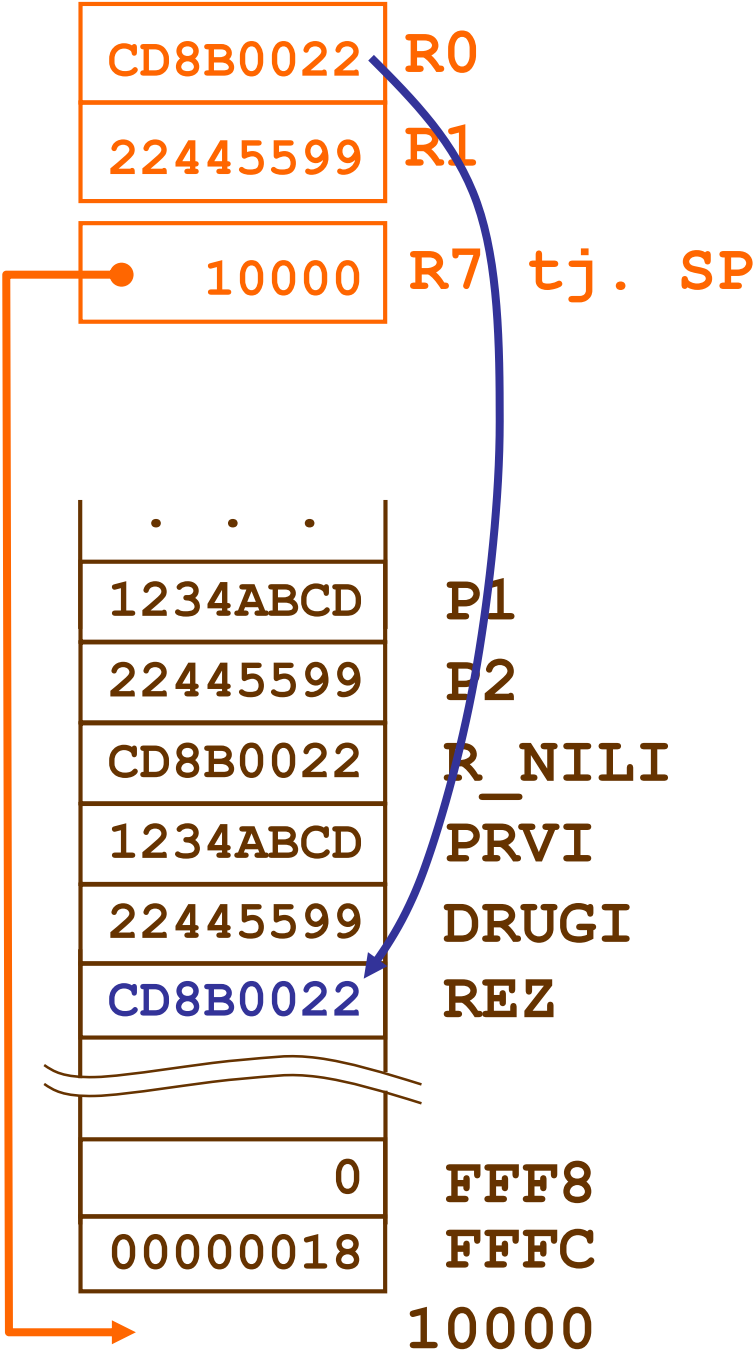 CD8B0022 R0
22445599 R1
10000 R7 tj. SP
. . .
1234ABCD P1
22445599 P2
CD8B0022 R_NILI
1234ABCD PRVI
22445599 DRUGI
CD8B0022 REZ
0 FFF8
00000018 FFFC
10000